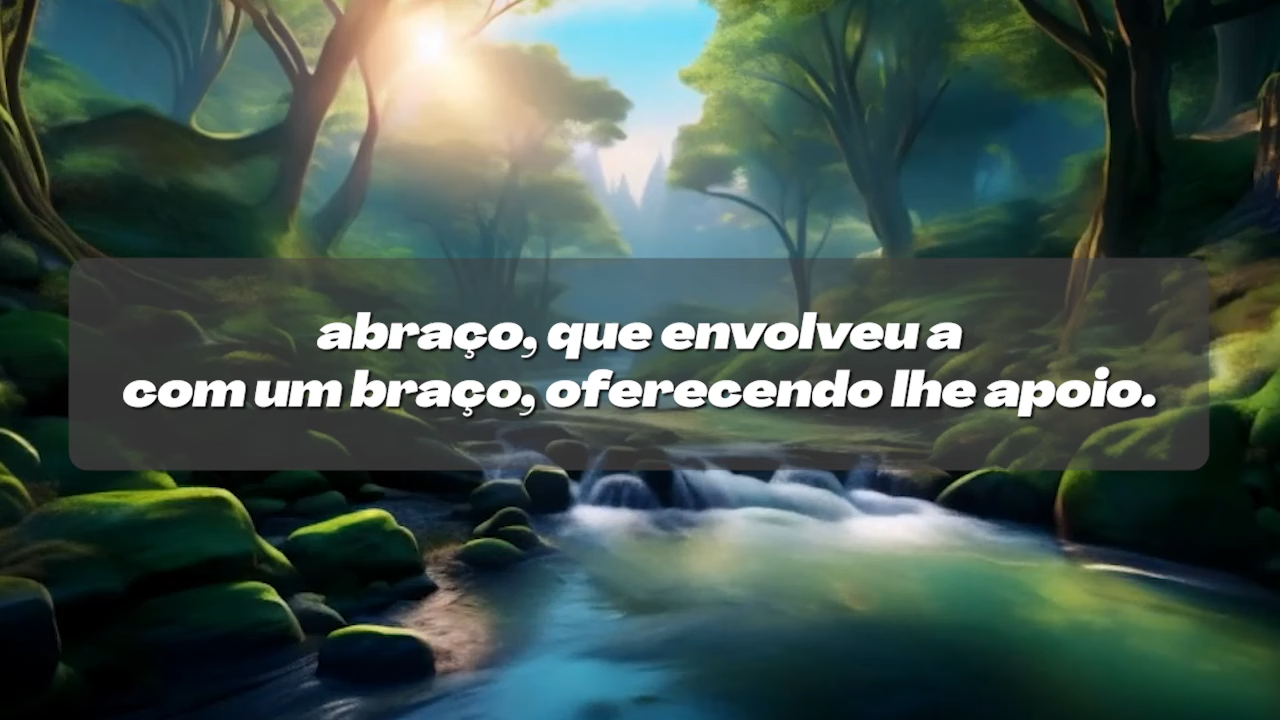 abraço, que envolveu a
com um braço, oferecendo lhe apoio.